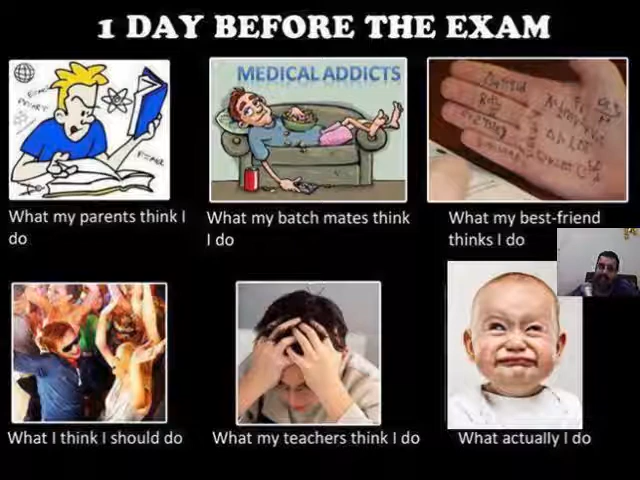 1 DAY BEFORE THE EXAM
MEDICAL ADDICTS
What my parents think I
do
What my batch mates think
I do
What my best-friend
thinks I do
What I think I should do
What my teachers think I do
What actually I do